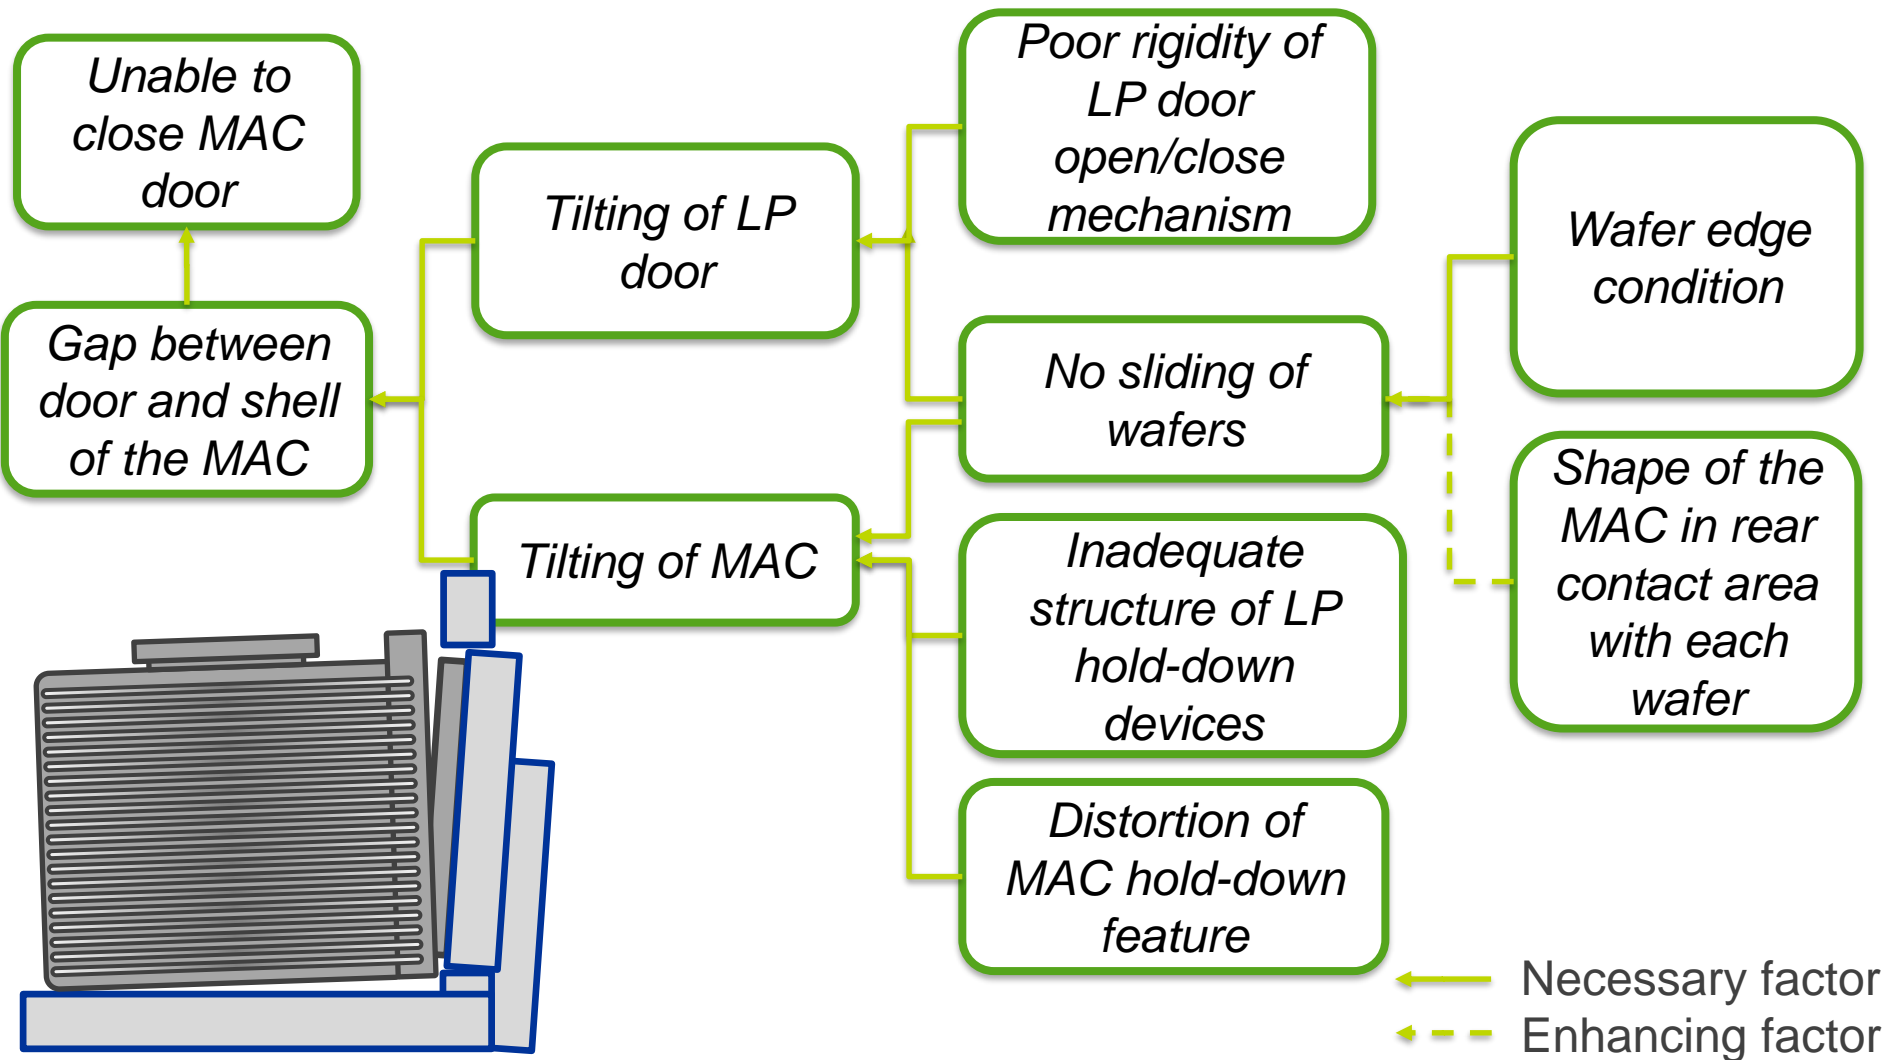 Unable to
close MAC
door
Gap between
door and shell
of the MAC
Tilting of LP
door
Tilting of MAC
Poor rigidity of
LP door
open/close
mechanism
No sliding of
wafers
Inadequate
structure of LP
hold-down
devices
Distortion of
MAC hold-down
feature
Wafer edge
condition
Shape of the
MAC in rear
contact area
with each
wafer
Necessary factor
Enhancing factor